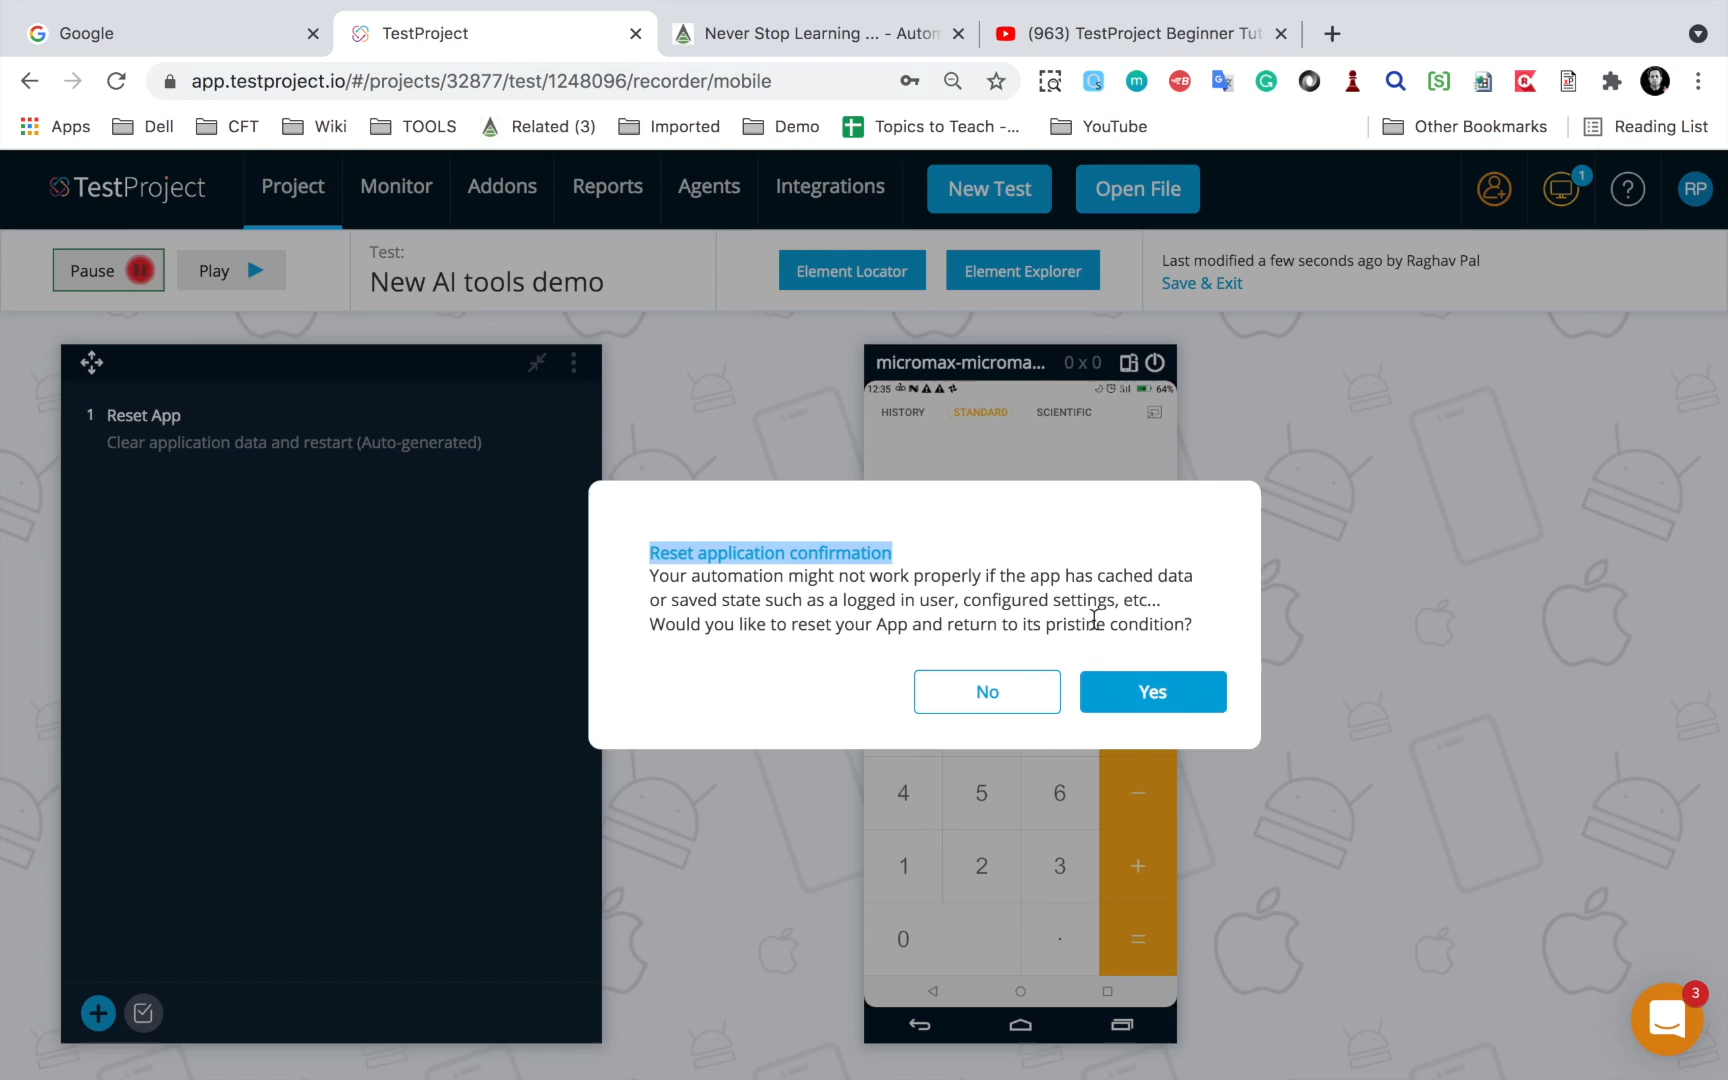 Google
TestProject
Never Stop Learning ... - Autom
(963) TestProject Beginner Tut
app.testproject.io/#/projects/32877/test/1248096/recorder/mobile
Apps
Dell
CFT
Wiki
TOOLS
Related (3)
Imported
Demo
Topics to Teach -...
YouTube
Other Bookmarks
Reading List
TestProject
Project
Monitor
Addons
Reports
Agents
Integrations
New Test
Open File
1
?
RP
Pause
Play
Test:
New AI tools demo
Element Locator
Element Explorer
Last modified a few seconds ago by Raghav Pal
Save & Exit
1 Reset App
Clear application data and restart (Auto-generated)
micromax-microma...
0 x 0
12:35
64%
HISTORY
STANDARD
SCIENTIFIC
Reset application confirmation
Your automation might not work properly if the app has cached data
or saved state such as a logged in user, configured settings, etc...
Would you like to reset your App and return to its pristine condition?
No
Yes
4 5 6 −
1 2 3 +
0 . =
3